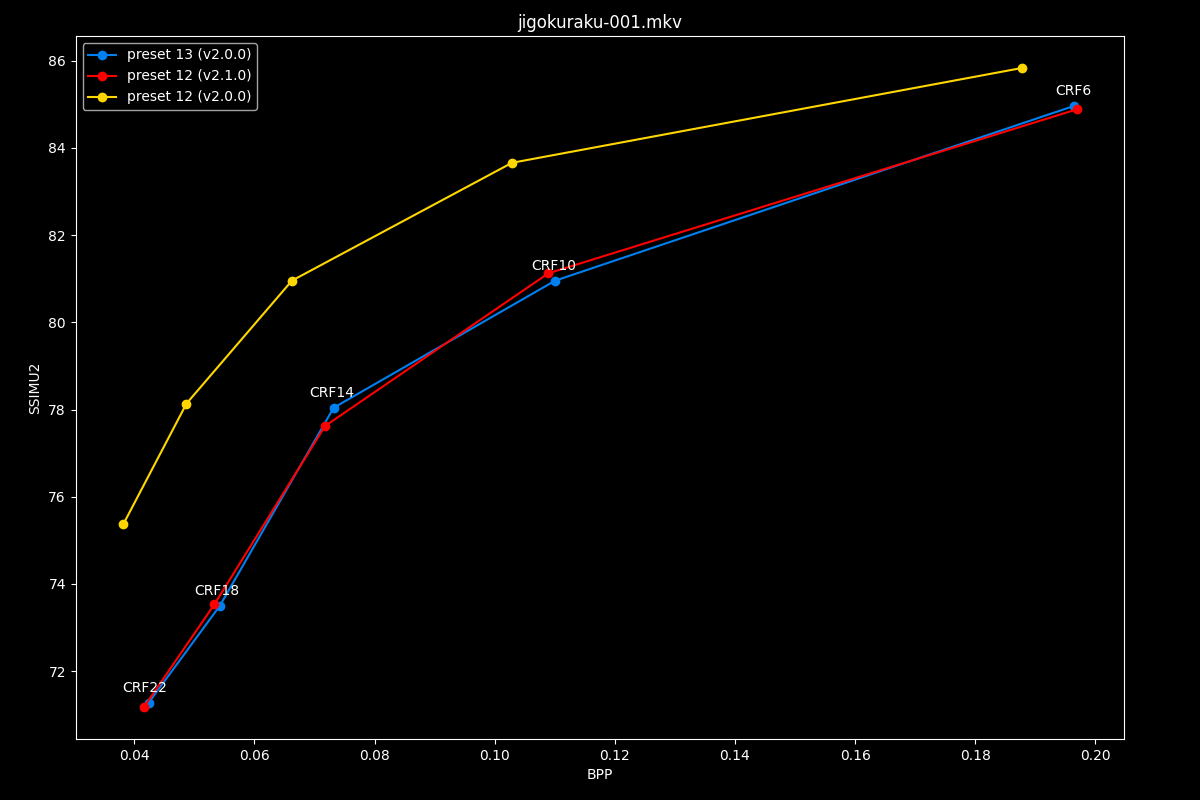 jigokuraku-001.mkv
preset 13 (v2.0.0)
preset 12 (v2.1.0)
preset 12 (v2.0.0)
86
84
82
80
78
76
74
72
SSIMU2
CRF6
CRF10
CRF14
CRF18
CRF22
0.04 0.06 0.08 0.10 0.12 0.14 0.16 0.18 0.20
BPP